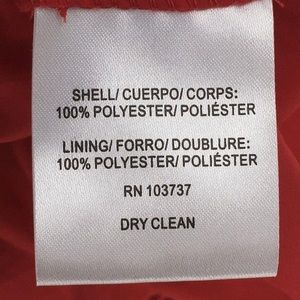 SHELL/ CUERPO/ CORPS:
100% POLYESTER/ POLIÉSTER
LINING/ FORRO/ DOUBLURE:
100% POLYESTER/ POLIÉSTER
RN 103737
DRY CLEAN